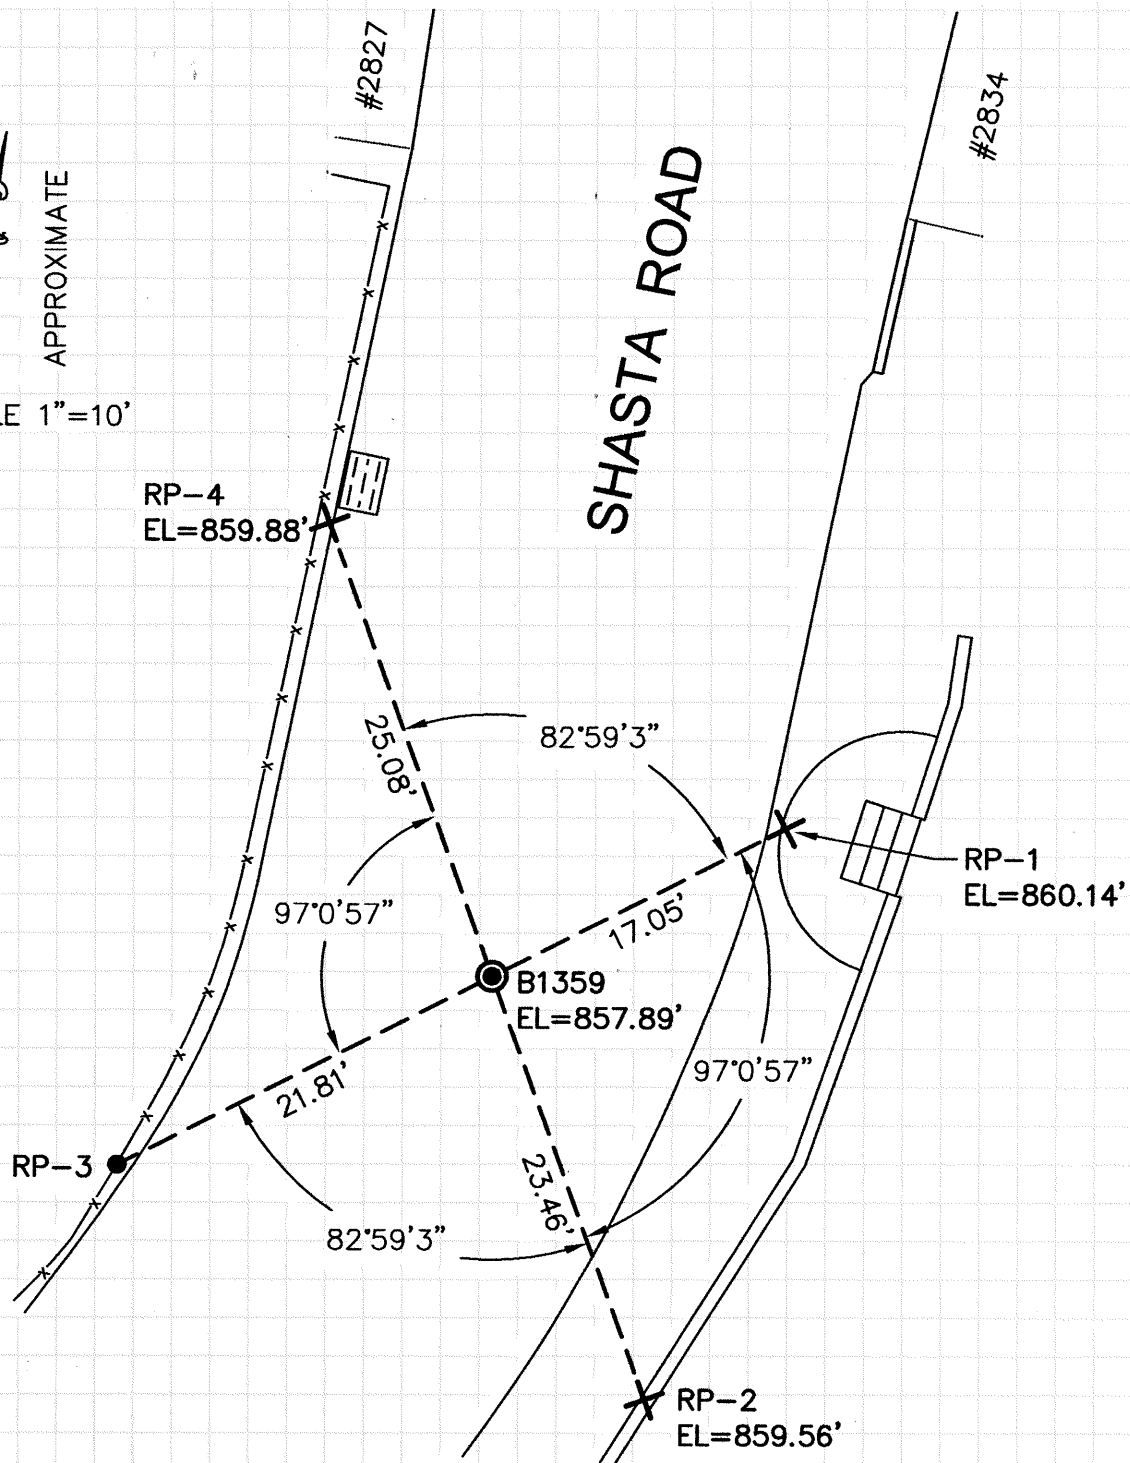 #2827
#2834
APPROXIMATE
SHASTA ROAD
1"=10'
RP-4
EL=859.88'
82°59'3"
25.08'
RP-1
EL=860.14'
97°0'57"
17.05'
B1359
EL=857.89'
97°0'57"
21.81'
RP-3
23.46'
82°59'3"
RP-2
EL=859.56'